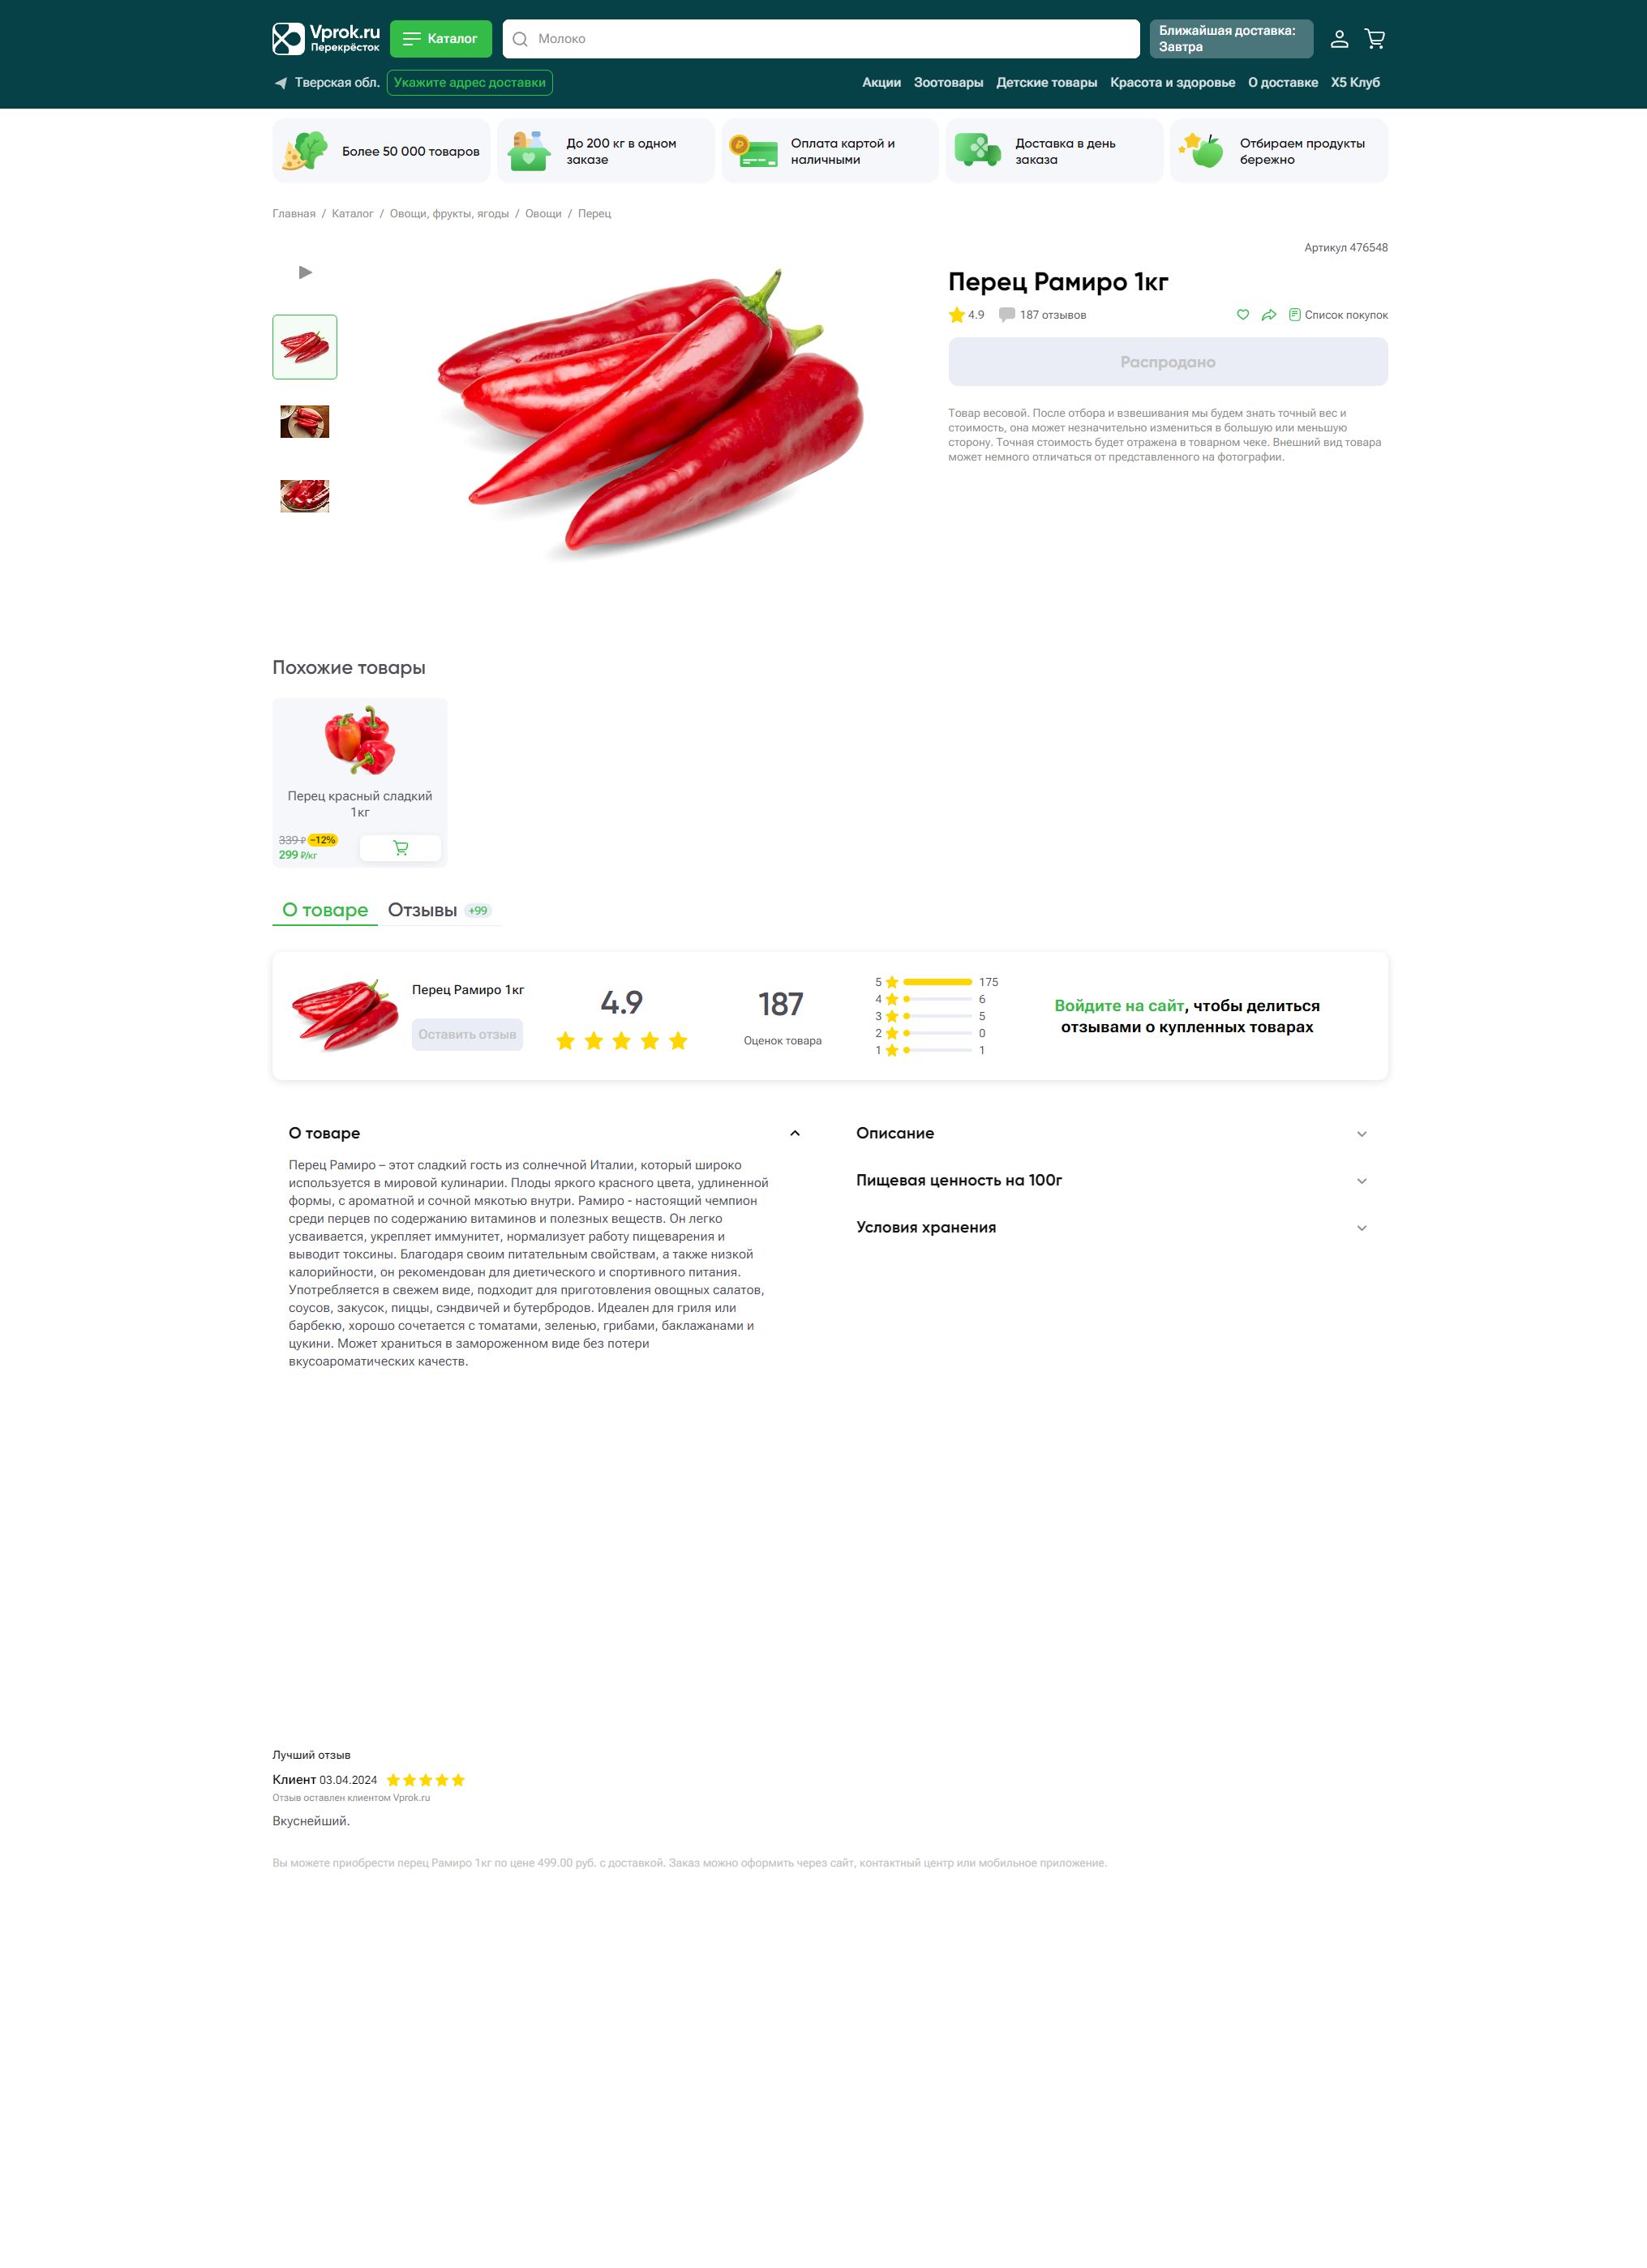 Vprok.ru
Перекрёсток
Каталог
Молоко
Ближайшая доставка:
Завтра
Тверская обл.
Укажите адрес доставки
Акции
Зоотовары
Детские товары
Красота и здоровье
О доставке
Х5 Клуб
Более 50 000 товаров
До 200 кг в одном
заказе
Оплата картой и
наличными
Доставка в день
заказа
Отбираем продукты
бережно
Главная / Каталог / Овощи, фрукты, ягоды / Овощи / Перец
Артикул 476548
Перец Рамиро 1кг
4.9
187 отзывов
Список покупок
Распродано
Товар весовой. После отбора и взвешивания мы будем знать точный вес и
стоимость, она может незначительно измениться в большую или меньшую
сторону. Точная стоимость будет отражена в товарном чеке. Внешний вид товара
может немного отличаться от представленного на фотографии.
Похожие товары
Перец красный сладкий
1кг
339 ₽ −12%
299 ₽/кг
О товаре
Отзывы +99
Перец Рамиро 1кг
Оставить отзыв
4.9
187
Оценок товара
5 175
4 6
3 5
2 0
1 1
Войдите на сайт, чтобы делиться
отзывами о купленных товарах
О товаре
Перец Рамиро – этот сладкий гость из солнечной Италии, который широко
используется в мировой кулинарии. Плоды яркого красного цвета, удлиненной
формы, с ароматной и сочной мякотью внутри. Рамиро - настоящий чемпион
среди перцев по содержанию витаминов и полезных веществ. Он легко
усваивается, укрепляет иммунитет, нормализует работу пищеварения и
выводит токсины. Благодаря своим питательным свойствам, а также низкой
калорийности, он рекомендован для диетического и спортивного питания.
Употребляется в свежем виде, подходит для приготовления овощных салатов,
соусов, закусок, пиццы, сэндвичей и бутербродов. Идеален для гриля или
барбекю, хорошо сочетается с томатами, зеленью, грибами, баклажанами и
цукини. Может храниться в замороженном виде без потери
вкусоароматических качеств.
Описание
Пищевая ценность на 100г
Условия хранения
Лучший отзыв
Клиент 03.04.2024
Отзыв оставлен клиентом Vprok.ru
Вкуснейший.
Вы можете приобрести перец Рамиро 1кг по цене 499.00 руб. с доставкой. Заказ можно оформить через сайт, контактный центр или мобильное приложение.